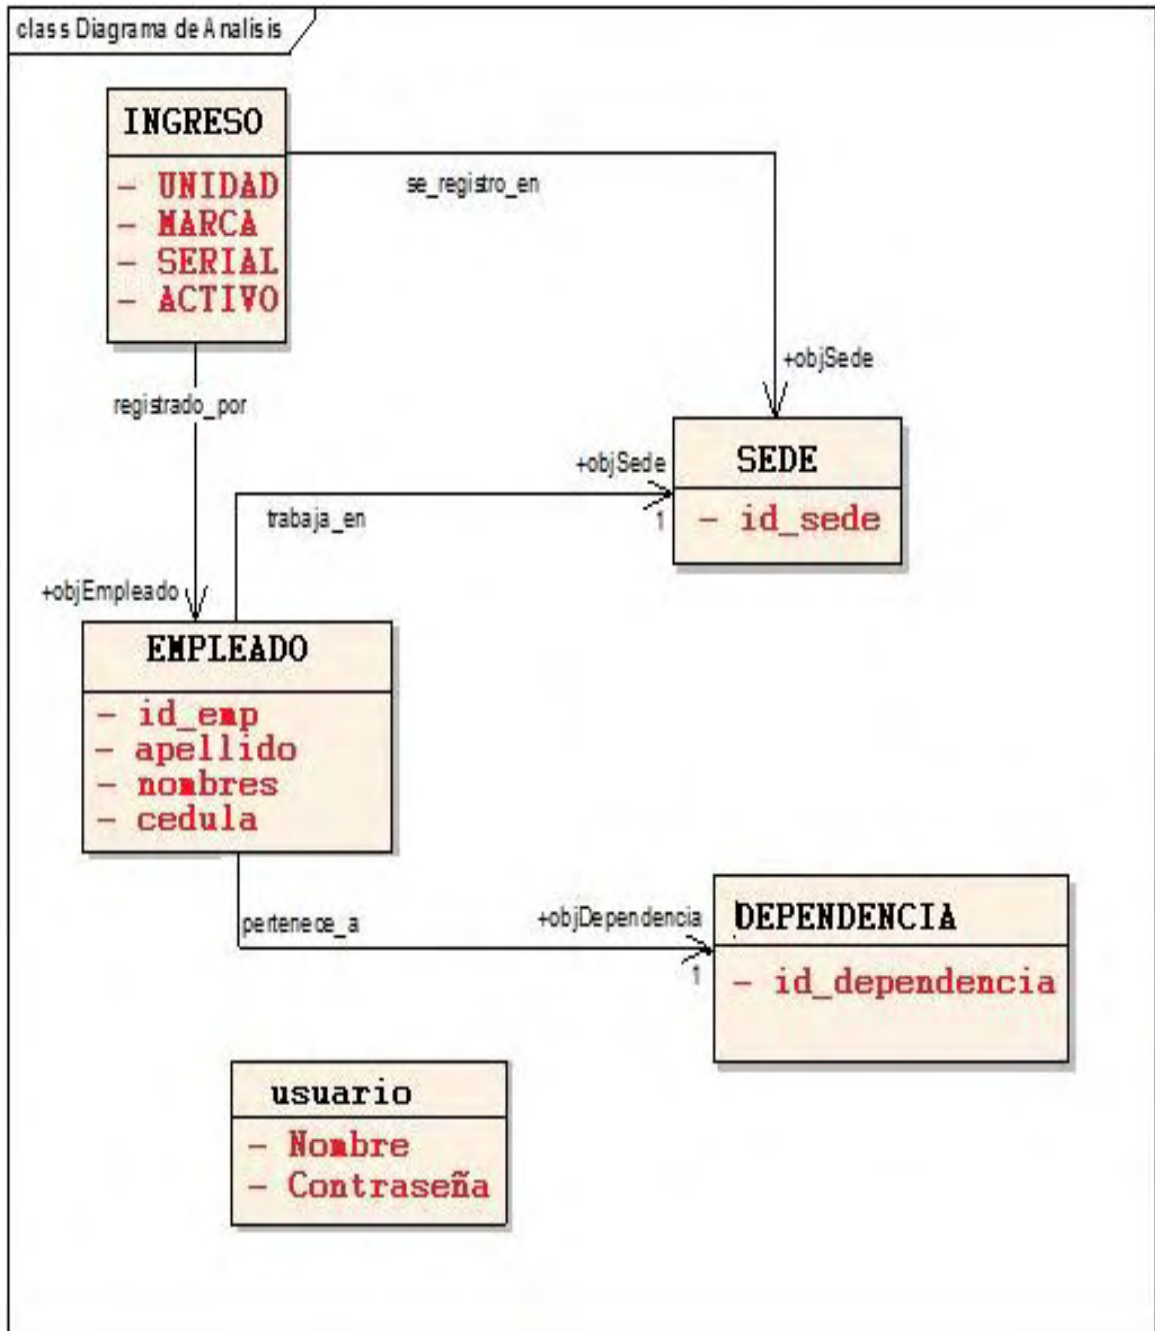 class Diagrama de Analisis
INGRESO
- UNIDAD
- MARCA
- SERIAL
- ACTIVO
se_registro_en
+objSede
registrado_por
+objSede
SEDE
1
- id_sede
trabaja_en
+objEmpleado
EMPLEADO
- id_emp
- apellido
- nombres
- cedula
pertenece_a
+objDependencia
1
DEPENDENCIA
- id_dependencia
usuario
- Nombre
- Contraseña